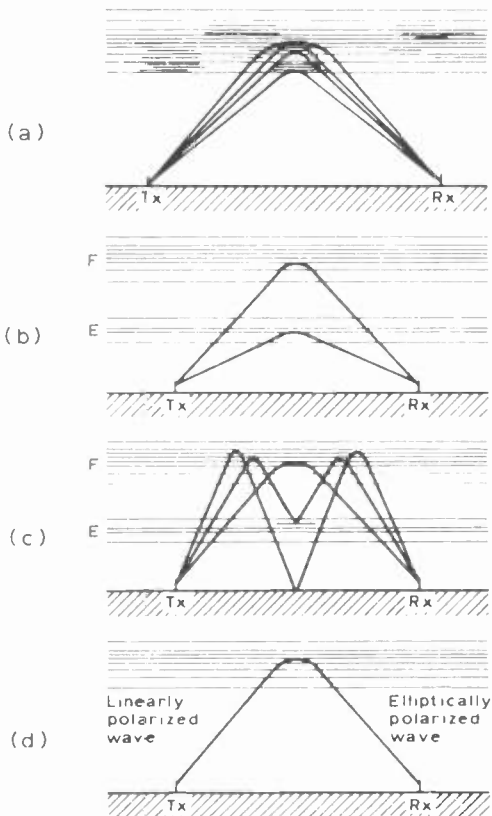 (a)
Tx Rx
F
E
(b)
Tx Rx
F
E
(c)
Tx Rx
Linearly
polarized
wave
Elliptically
polarized
wave
(d)
Tx Rx